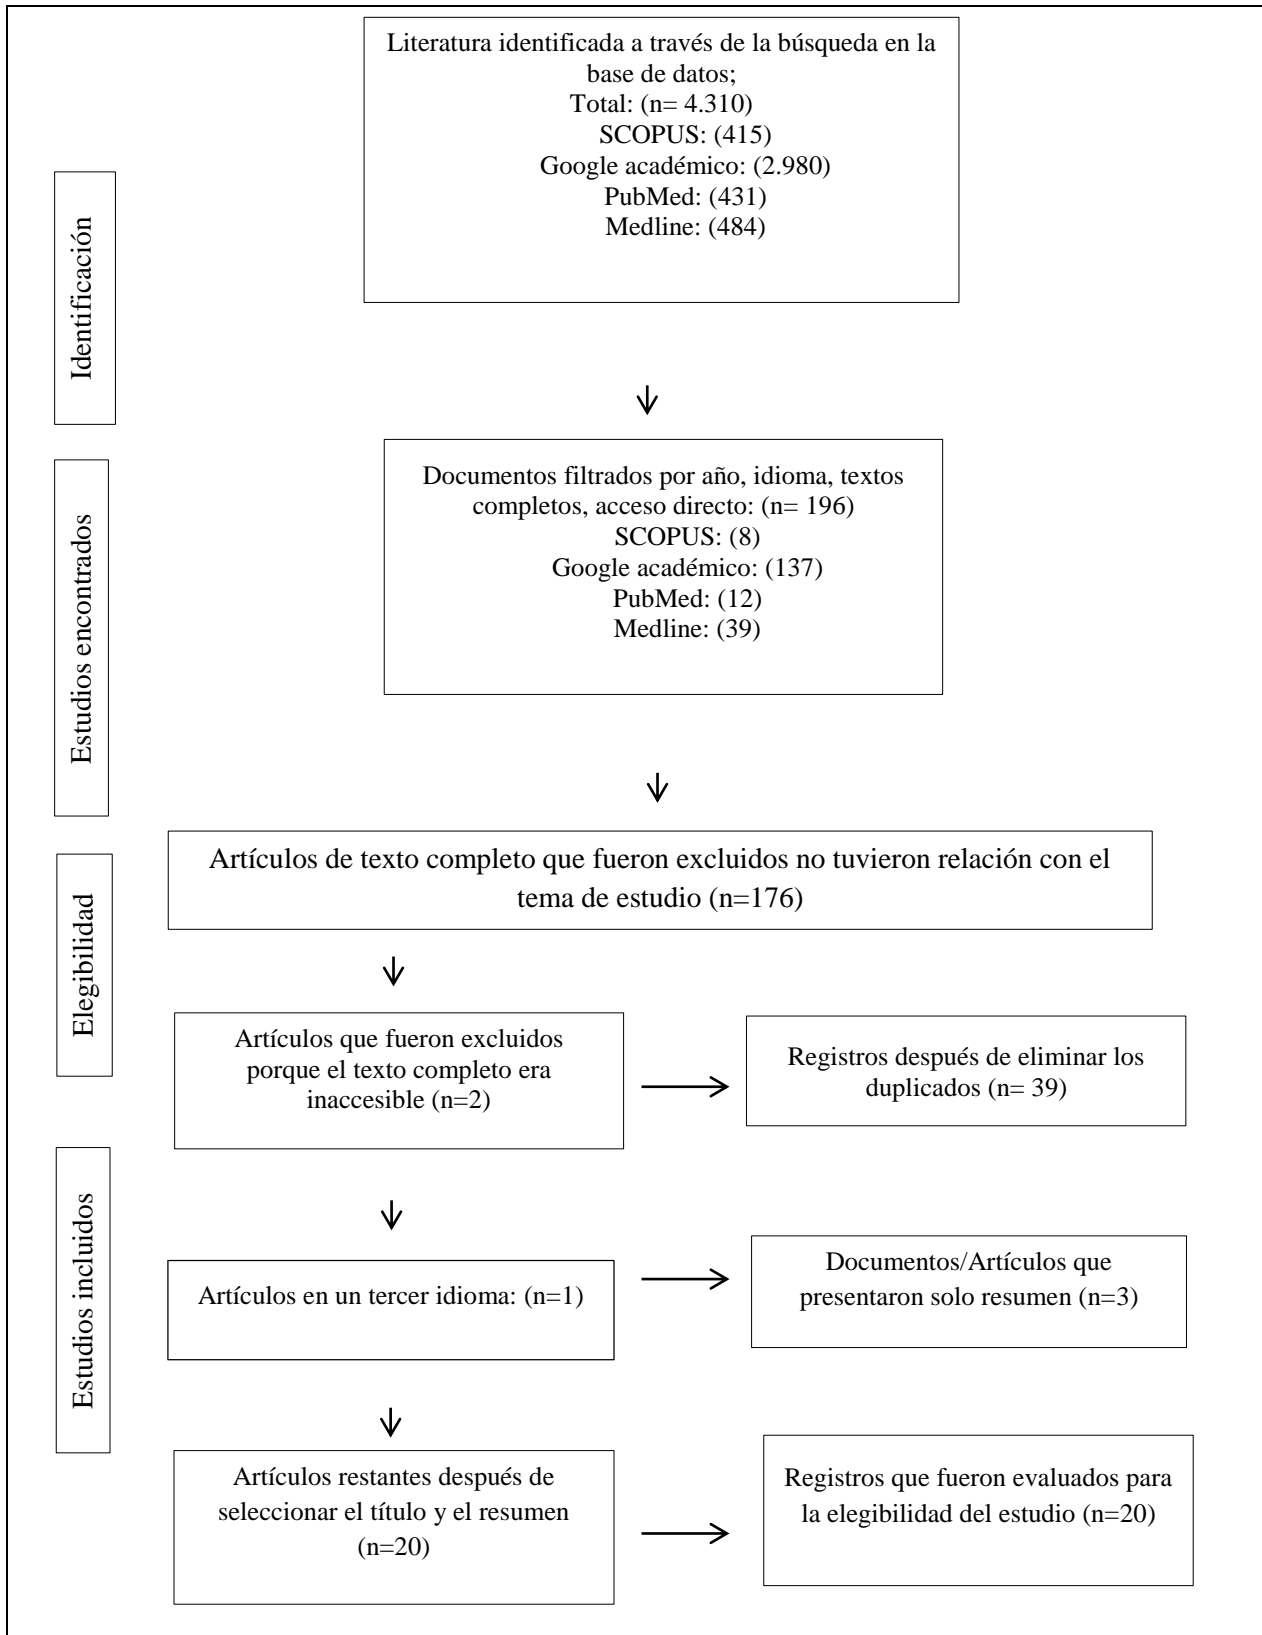 Literatura identificada a través de la búsqueda en la
base de datos;
Total: (n= 4.310)
SCOPUS: (415)
Google académico: (2.980)
PubMed: (431)
Medline: (484)
Identificación
Documentos filtrados por año, idioma, textos
completos, acceso directo: (n= 196)
SCOPUS: (8)
Google académico: (137)
PubMed: (12)
Medline: (39)
Estudios encontrados
Artículos de texto completo que fueron excluidos no tuvieron relación con el
tema de estudio (n=176)
Elegibilidad
Artículos que fueron excluidos
porque el texto completo era
inaccesible (n=2)
Registros después de eliminar los
duplicados (n= 39)
Estudios incluidos
Artículos en un tercer idioma: (n=1)
Documentos/Artículos que
presentaron solo resumen (n=3)
Artículos restantes después de
seleccionar el título y el resumen
(n=20)
Registros que fueron evaluados para
la elegibilidad del estudio (n=20)